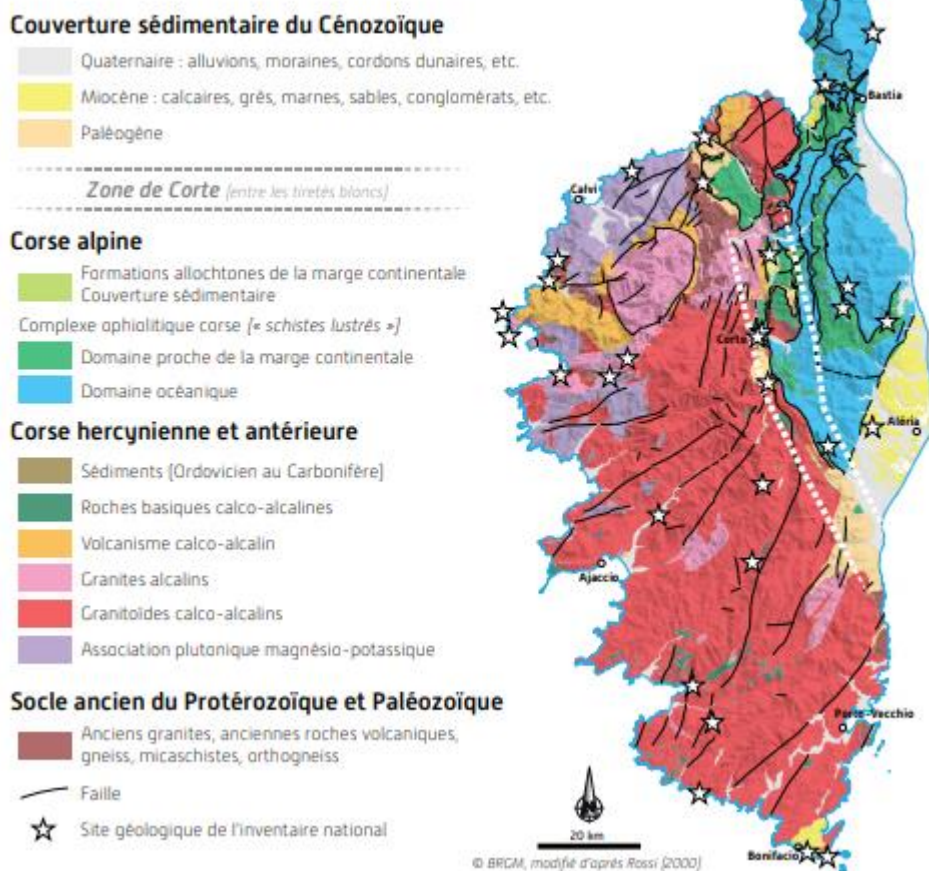 Couverture sédimentaire du Cénozoïque
Quaternaire : alluvions, moraines, cordons dunaires, etc.
Miocène : calcaires, grès, marnes, sables, conglomérats, etc.
Paléogène
Zone de Corte (entre les tiretés blancs)
Corse alpine
Formations allochtones de la marge continentale
Couverture sédimentaire
Complexe ophiolitique corse [« schistes lustrés »]
Domaine proche de la marge continentale
Domaine océanique
Corse hercynienne et antérieure
Sédiments [Ordovicien au Carbonifère]
Roches basiques calco-alcalines
Volcanisme calco-alcalin
Granites alcalins
Granitoïdes calco-alcalins
Association plutonique magnésio-potassique
Socle ancien du Protérozoïque et Paléozoïque
Anciens granites, anciennes roches volcaniques,
gneiss, micaschistes, orthogneiss
Faille
Site géologique de l'inventaire national
Bastia
Calvi
Corte
Aléria
Ajaccio
Porto-Vecchio
Bonifacio
N
20 km
© BRGM, modifié d'après Rossi [2000]